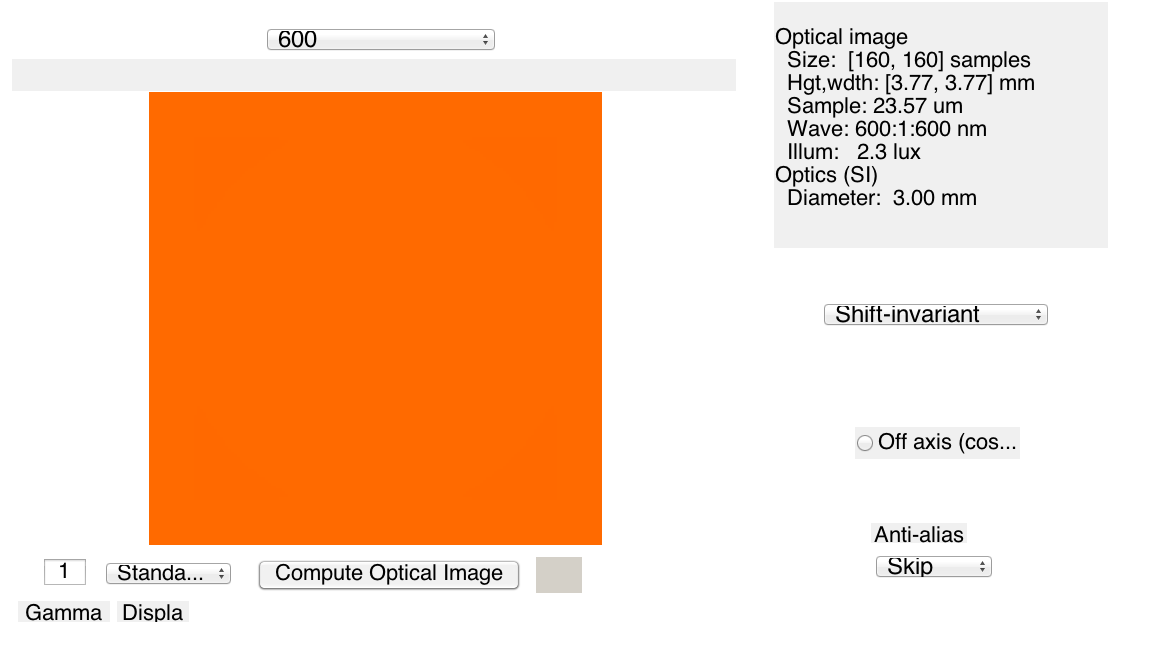 600
Optical image
Size: [160, 160] samples
Hgt,wdth: [3.77, 3.77] mm
Sample: 23.57 um
Wave: 600:1:600 nm
Illum: 2.3 lux
Optics (SI)
Diameter: 3.00 mm
Shift-invariant
Off axis (cos...
Anti-alias
Skip
1
Standa...
Compute Optical Image
Gamma
Displa